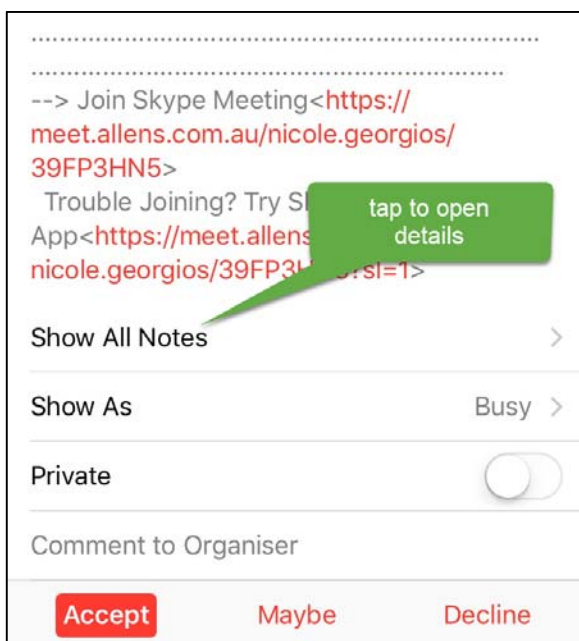 --> Join Skype Meeting<https://
meet.allens.com.au/nicole.georgios/
39FP3HN5>
Trouble Joining? Try
tap to open
details
App<https://meet.allens
nicole.georgios/39FP3 ?sl=1>
Show All Notes >
Show As Busy >
Private
Comment to Organiser
Accept Maybe Decline